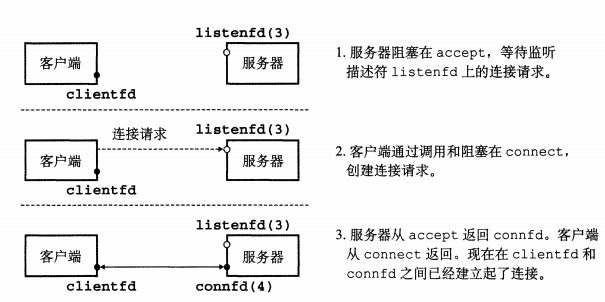 listenfd(3)
客户端
服务器
clientfd
1. 服务器阻塞在 accept，等待监听
描述符 listenfd 上的连接请求。
连接请求
listenfd(3)
客户端
服务器
clientfd
2. 客户端通过调用和阻塞在 connect，
创建连接请求。
listenfd(3)
客户端
服务器
clientfd
connfd(4)
3. 服务器从 accept 返回 connfd。客户端
从 connect 返回。现在在 clientfd 和
connfd 之间已经建立起了连接。